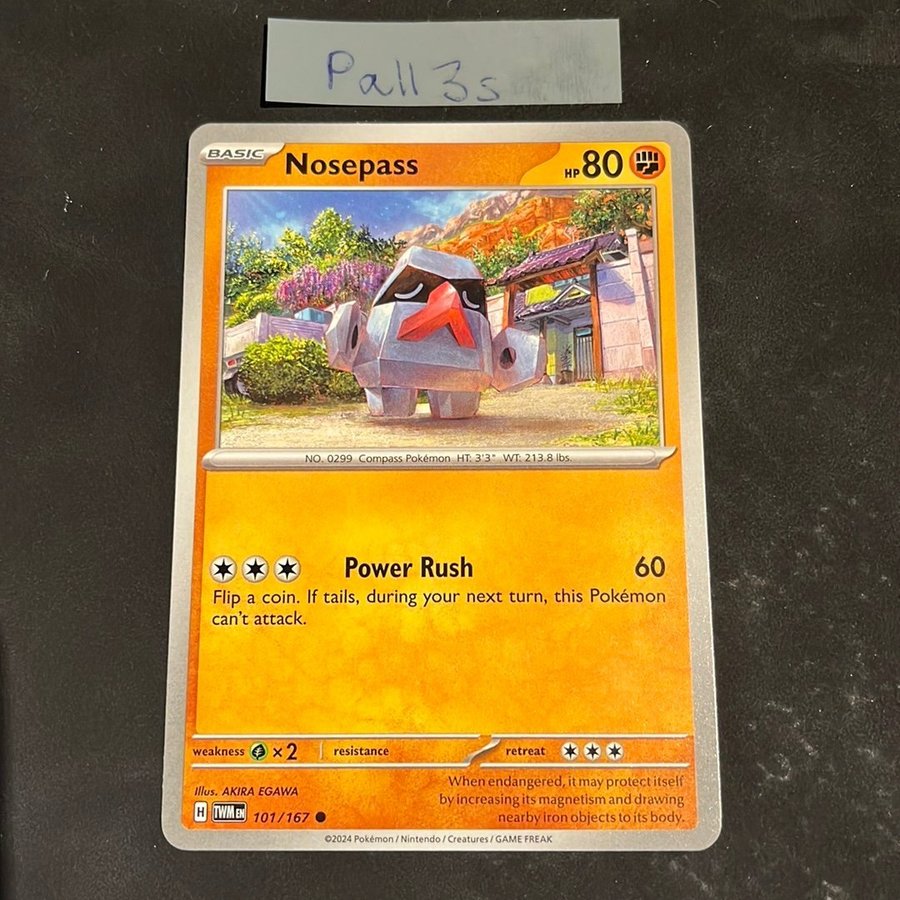 Pall3s
BASIC Nosepass HP 80
NO. 0299 Compass Pokémon HT: 3'3" WT: 213.8 lbs.
Power Rush 60
Flip a coin. If tails, during your next turn, this Pokémon
can't attack.
weakness ×2 resistance retreat
Illus. AKIRA EGAWA
When endangered, it may protect itself
by increasing its magnetism and drawing
nearby iron objects to its body.
H TWM EN 101/167
©2024 Pokémon / Nintendo / Creatures / GAME FREAK